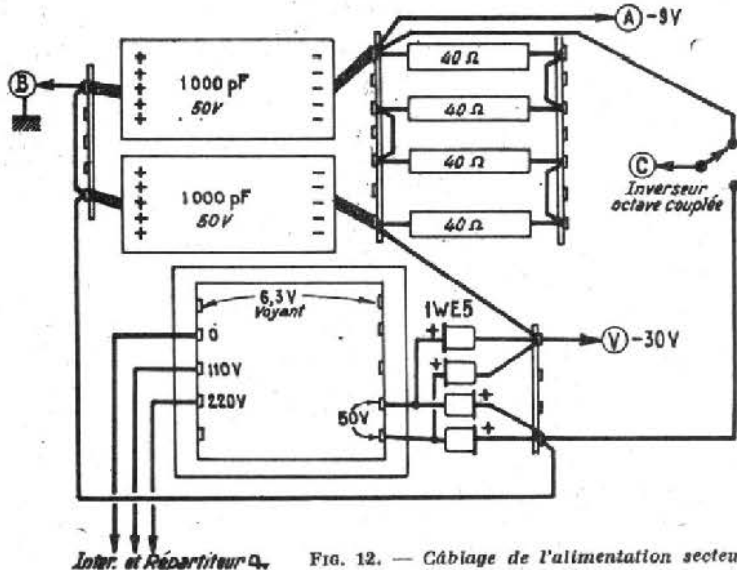 A -9V
B
+ 1000 pF -
50V
40 Ω
40 Ω
40 Ω
40 Ω
+ 1000 pF -
50V
C
Inverseur
octave couplée
6,3V
Voyant
0
110V
220V
50V
1WE5
+
+
+
+
V -30V
Inter. et Répartiteur
FIG. 12. — Câblage de l'alimentation secteu